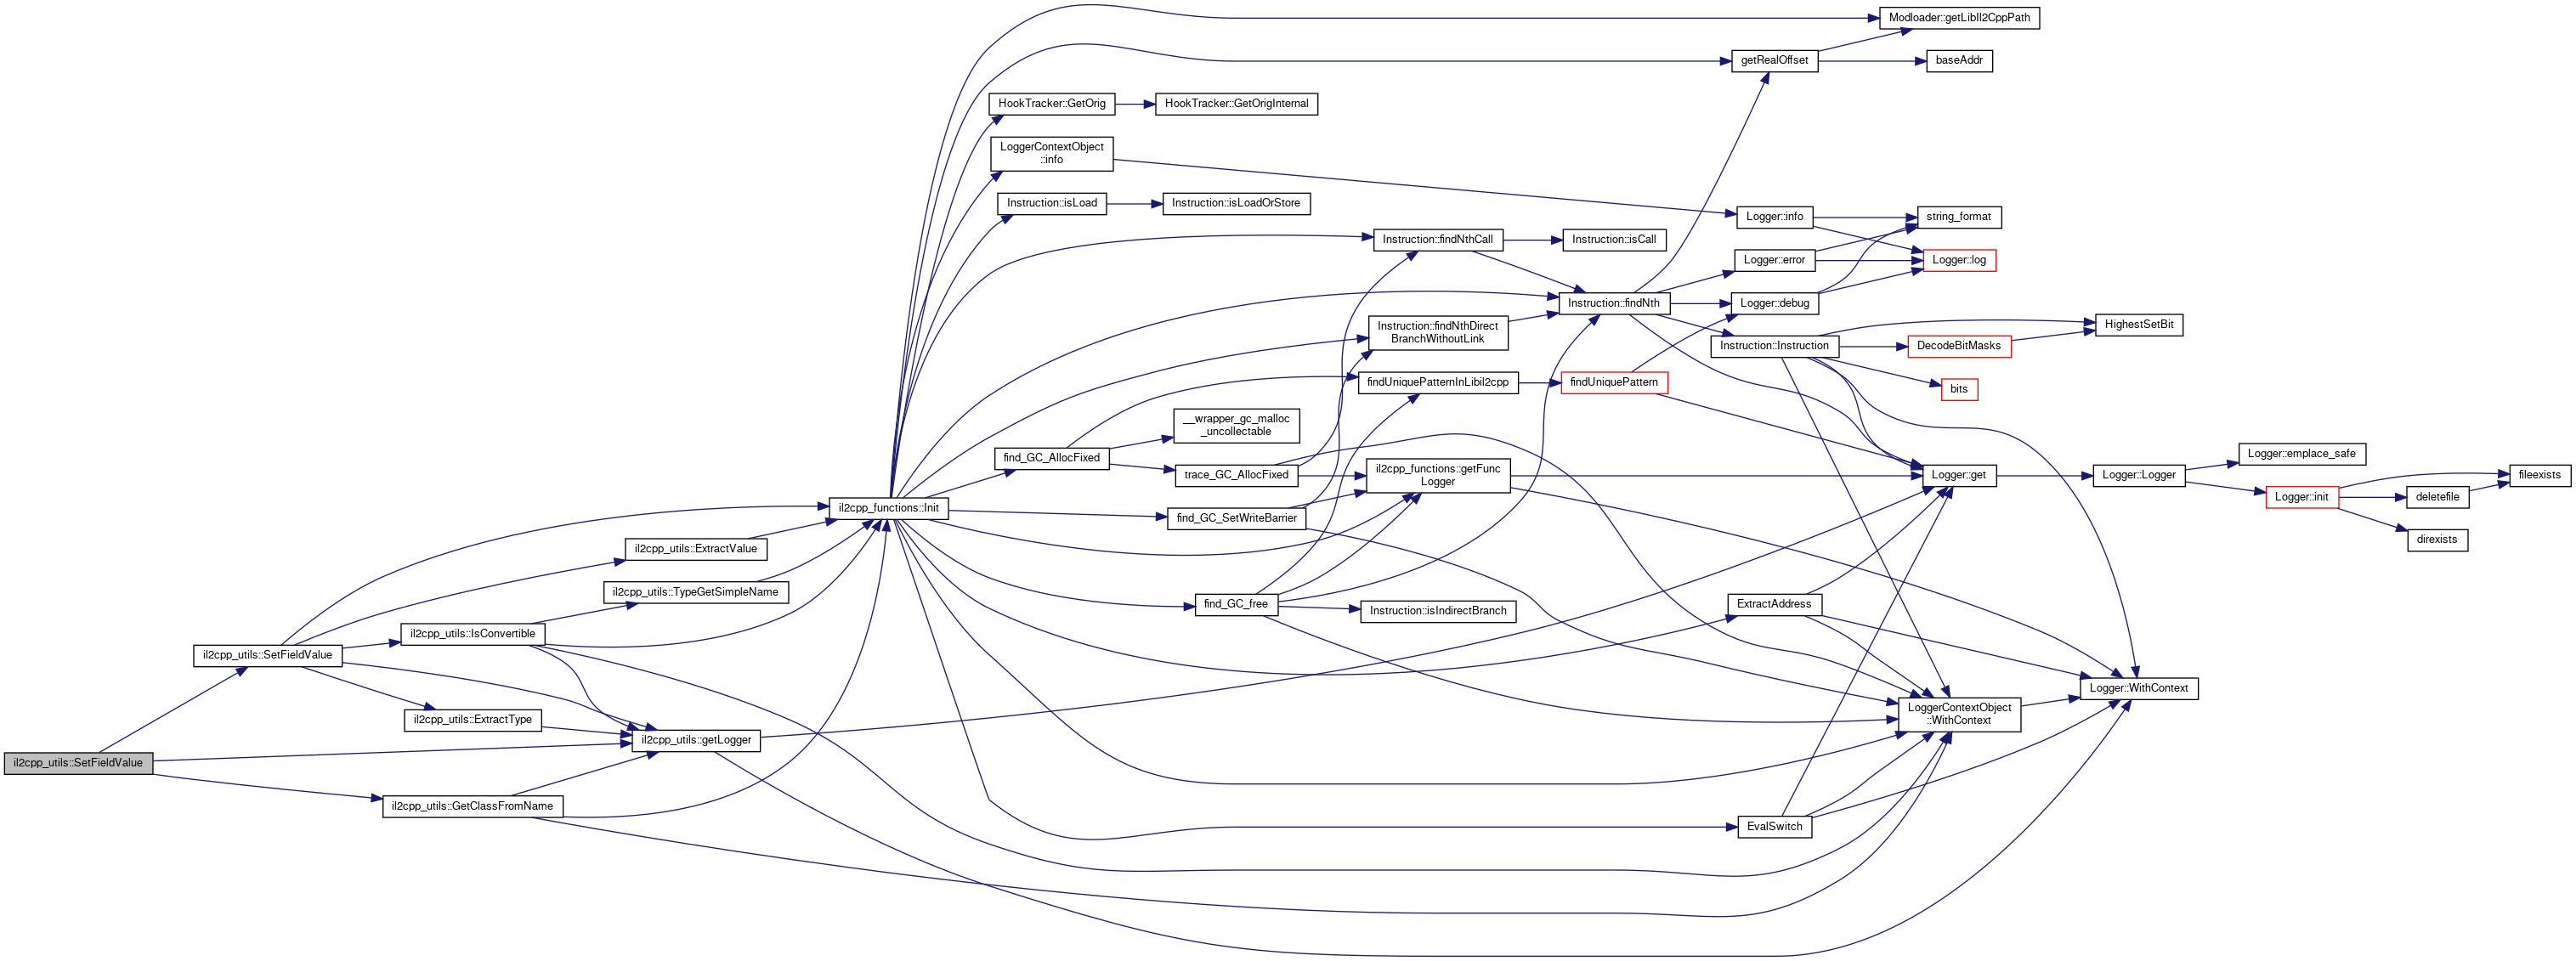 Modloader::getLibIl2CppPath
getRealOffset
baseAddr
HookTracker::GetOrig
HookTracker::GetOrigInternal
LoggerContextObject
::info
Instruction::isLoad
Instruction::isLoadOrStore
Logger::info
string_format
Instruction::findNthCall
Instruction::isCall
Logger::error
Logger::log
Instruction::findNth
Logger::debug
Instruction::findNthDirect
BranchWithoutLink
Instruction::Instruction
HighestSetBit
DecodeBitMasks
findUniquePatternInLibil2cpp
findUniquePattern
bits
__wrapper_gc_malloc
_uncollectable
find_GC_AllocFixed
trace_GC_AllocFixed
il2cpp_functions::getFunc
Logger
Logger::get
Logger::Logger
Logger::emplace_safe
fileexists
Logger::init
deletefile
direxists
il2cpp_functions::Init
find_GC_SetWriteBarrier
il2cpp_utils::ExtractValue
il2cpp_utils::TypeGetSimpleName
find_GC_free
Instruction::isIndirectBranch
ExtractAddress
il2cpp_utils::IsConvertible
il2cpp_utils::SetFieldValue
Logger::WithContext
il2cpp_utils::ExtractType
LoggerContextObject
::WithContext
il2cpp_utils::getLogger
il2cpp_utils::SetFieldValue
il2cpp_utils::GetClassFromName
EvalSwitch